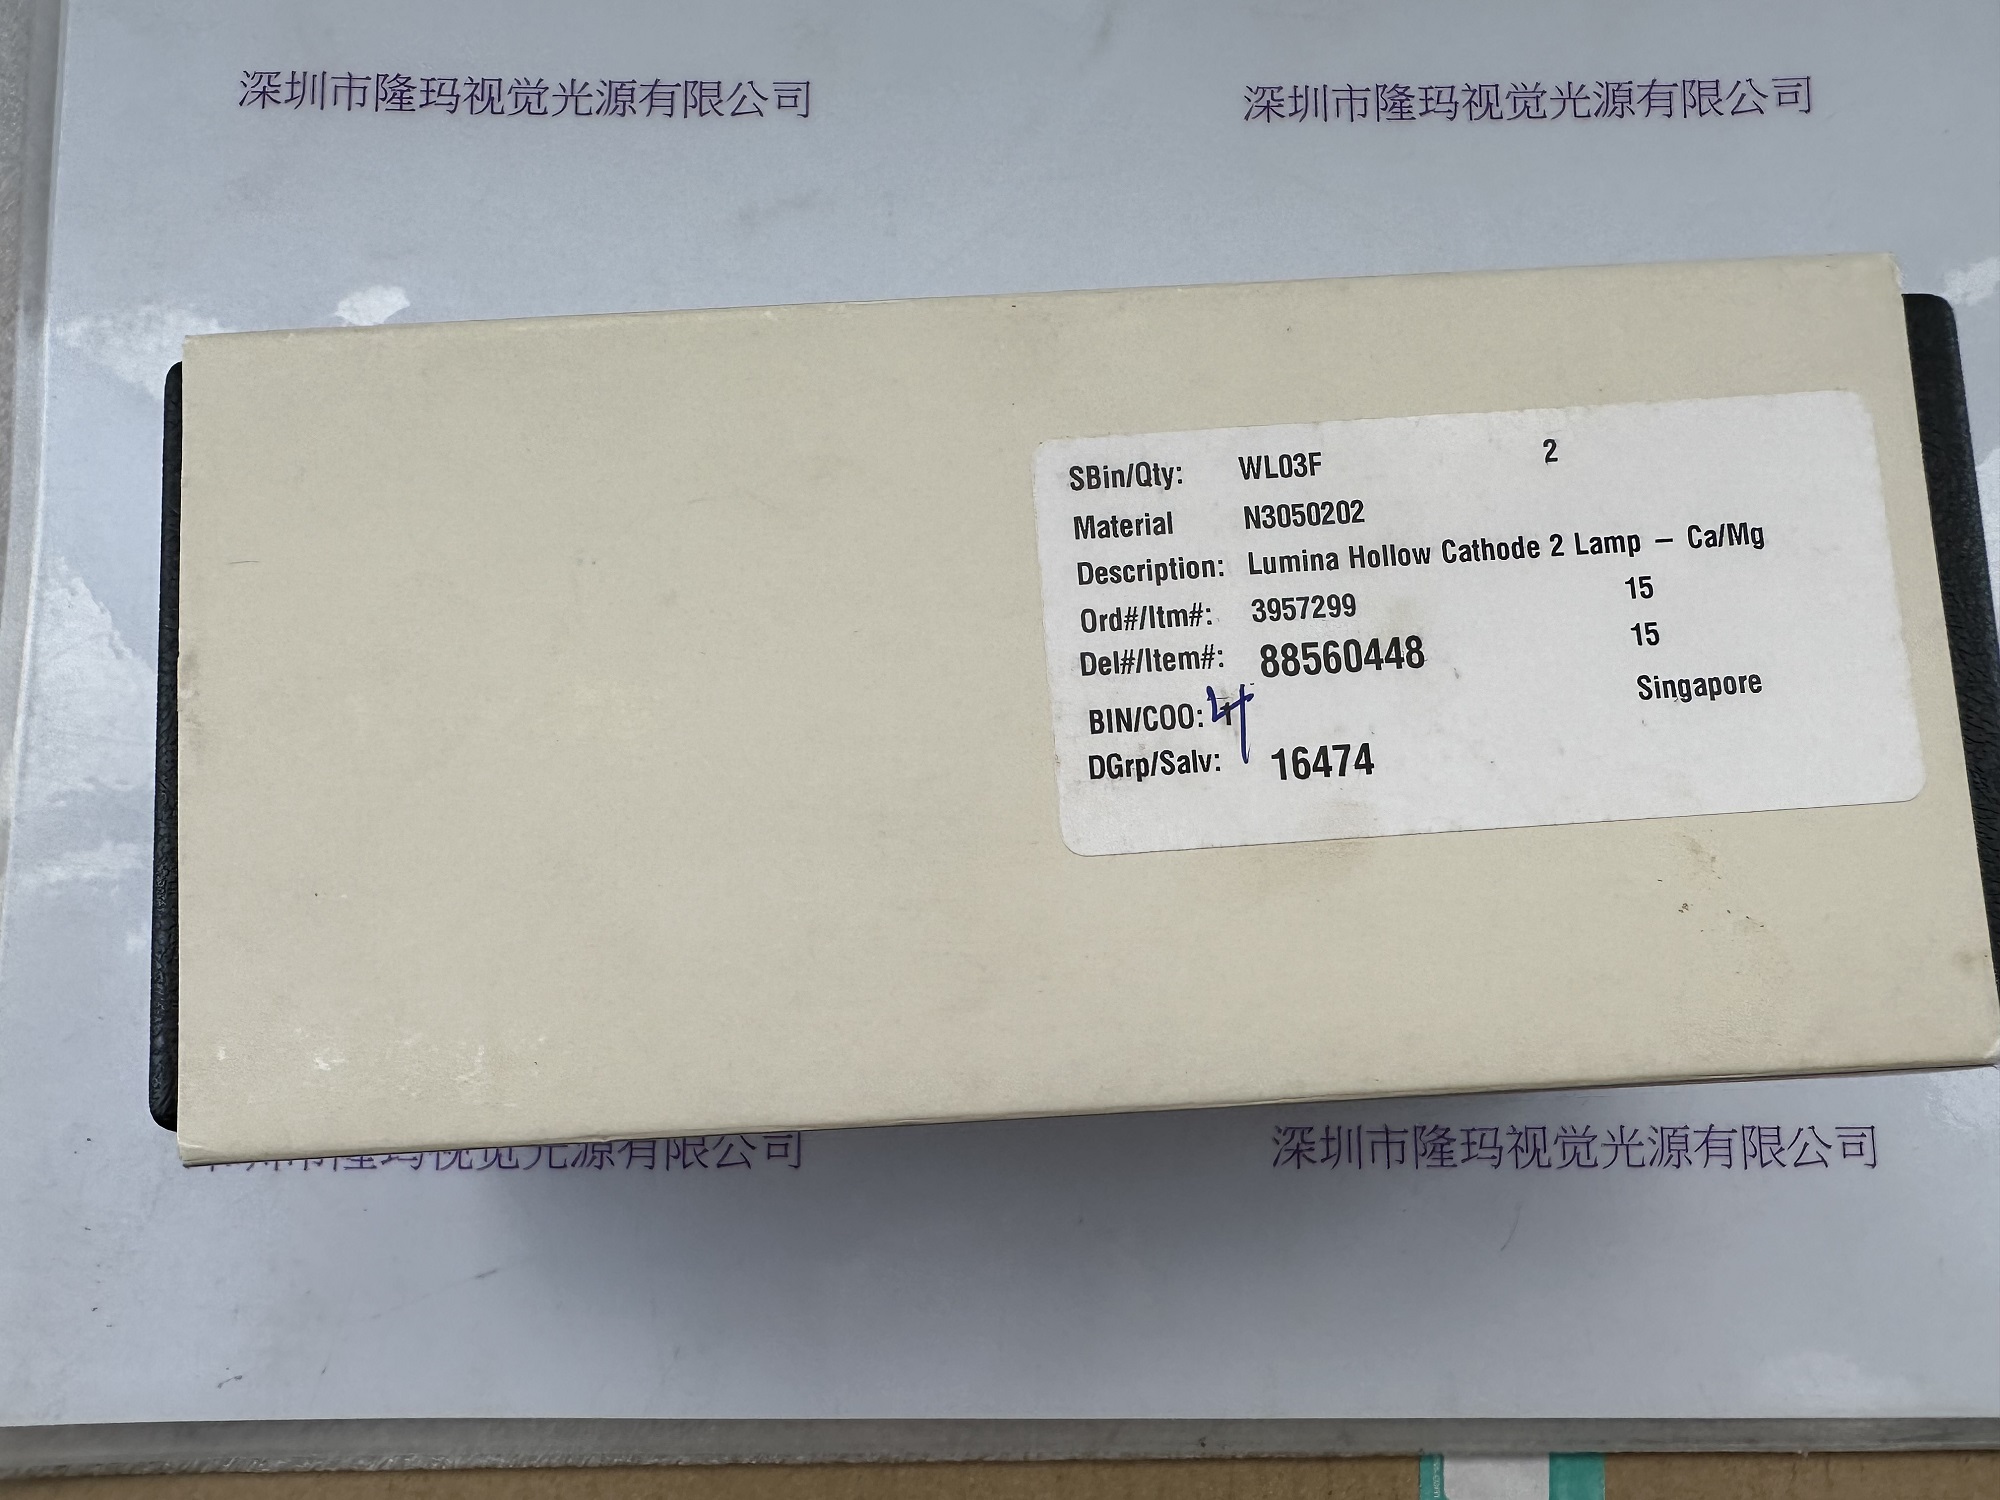 深圳市隆玛视觉光源有限公司 深圳市隆玛视觉光源有限公司
SBin/Qty: WL03F 2
Material N3050202
Description: Lumina Hollow Cathode 2 Lamp – Ca/Mg
Ord#/Itm#: 3957299 15
Del#/Item#: 88560448 15
BIN/COO: 4 Singapore
DGrp/Salv: 16474
深圳市隆玛视觉光源有限公司 深圳市隆玛视觉光源有限公司